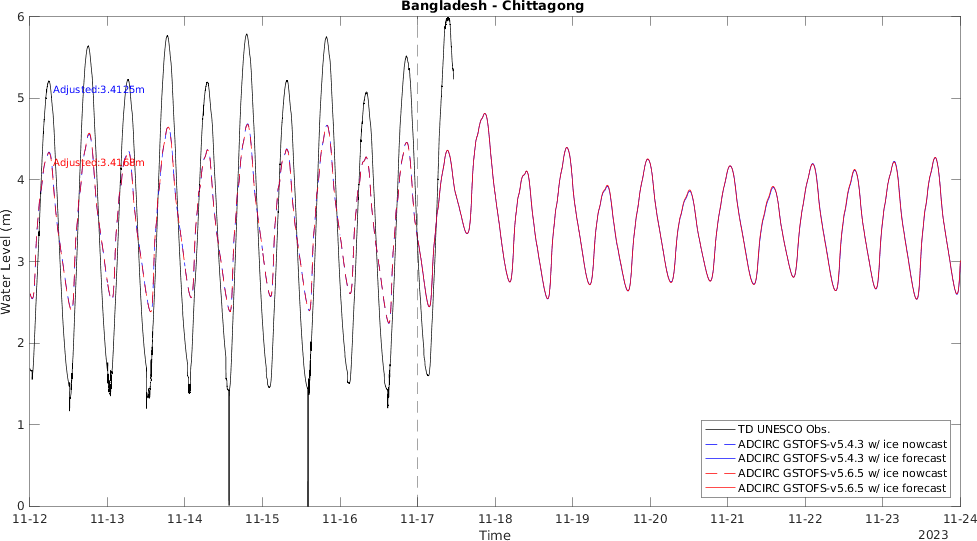 Bangladesh - Chittagong
6
5
4
3
2
1
0
Water Level (m)
Adjusted:3.4125m
Adjusted:3.4168m
TD UNESCO Obs.
ADCIRC GSTOFS-v5.4.3 w/ ice nowcast
ADCIRC GSTOFS-v5.4.3 w/ ice forecast
ADCIRC GSTOFS-v5.6.5 w/ ice nowcast
ADCIRC GSTOFS-v5.6.5 w/ ice forecast
11-12 11-13 11-14 11-15 11-16 11-17 11-18 11-19 11-20 11-21 11-22 11-23 11-24
Time
2023